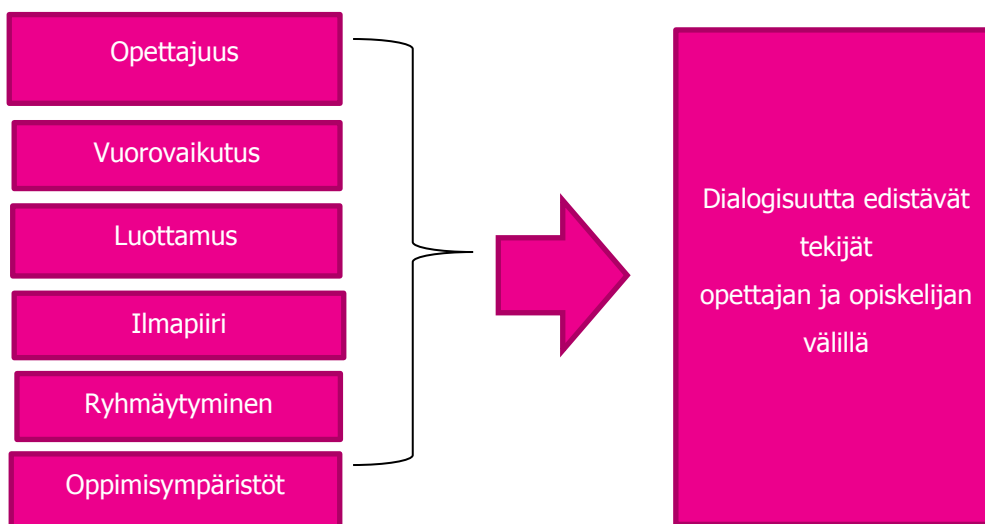 Opettajuus
Vuorovaikutus
Luottamus
Ilmapiiri
Ryhmäytyminen
Oppimisympäristöt
Dialogisuutta edistävät
tekijät
opettajan ja opiskelijan
välillä